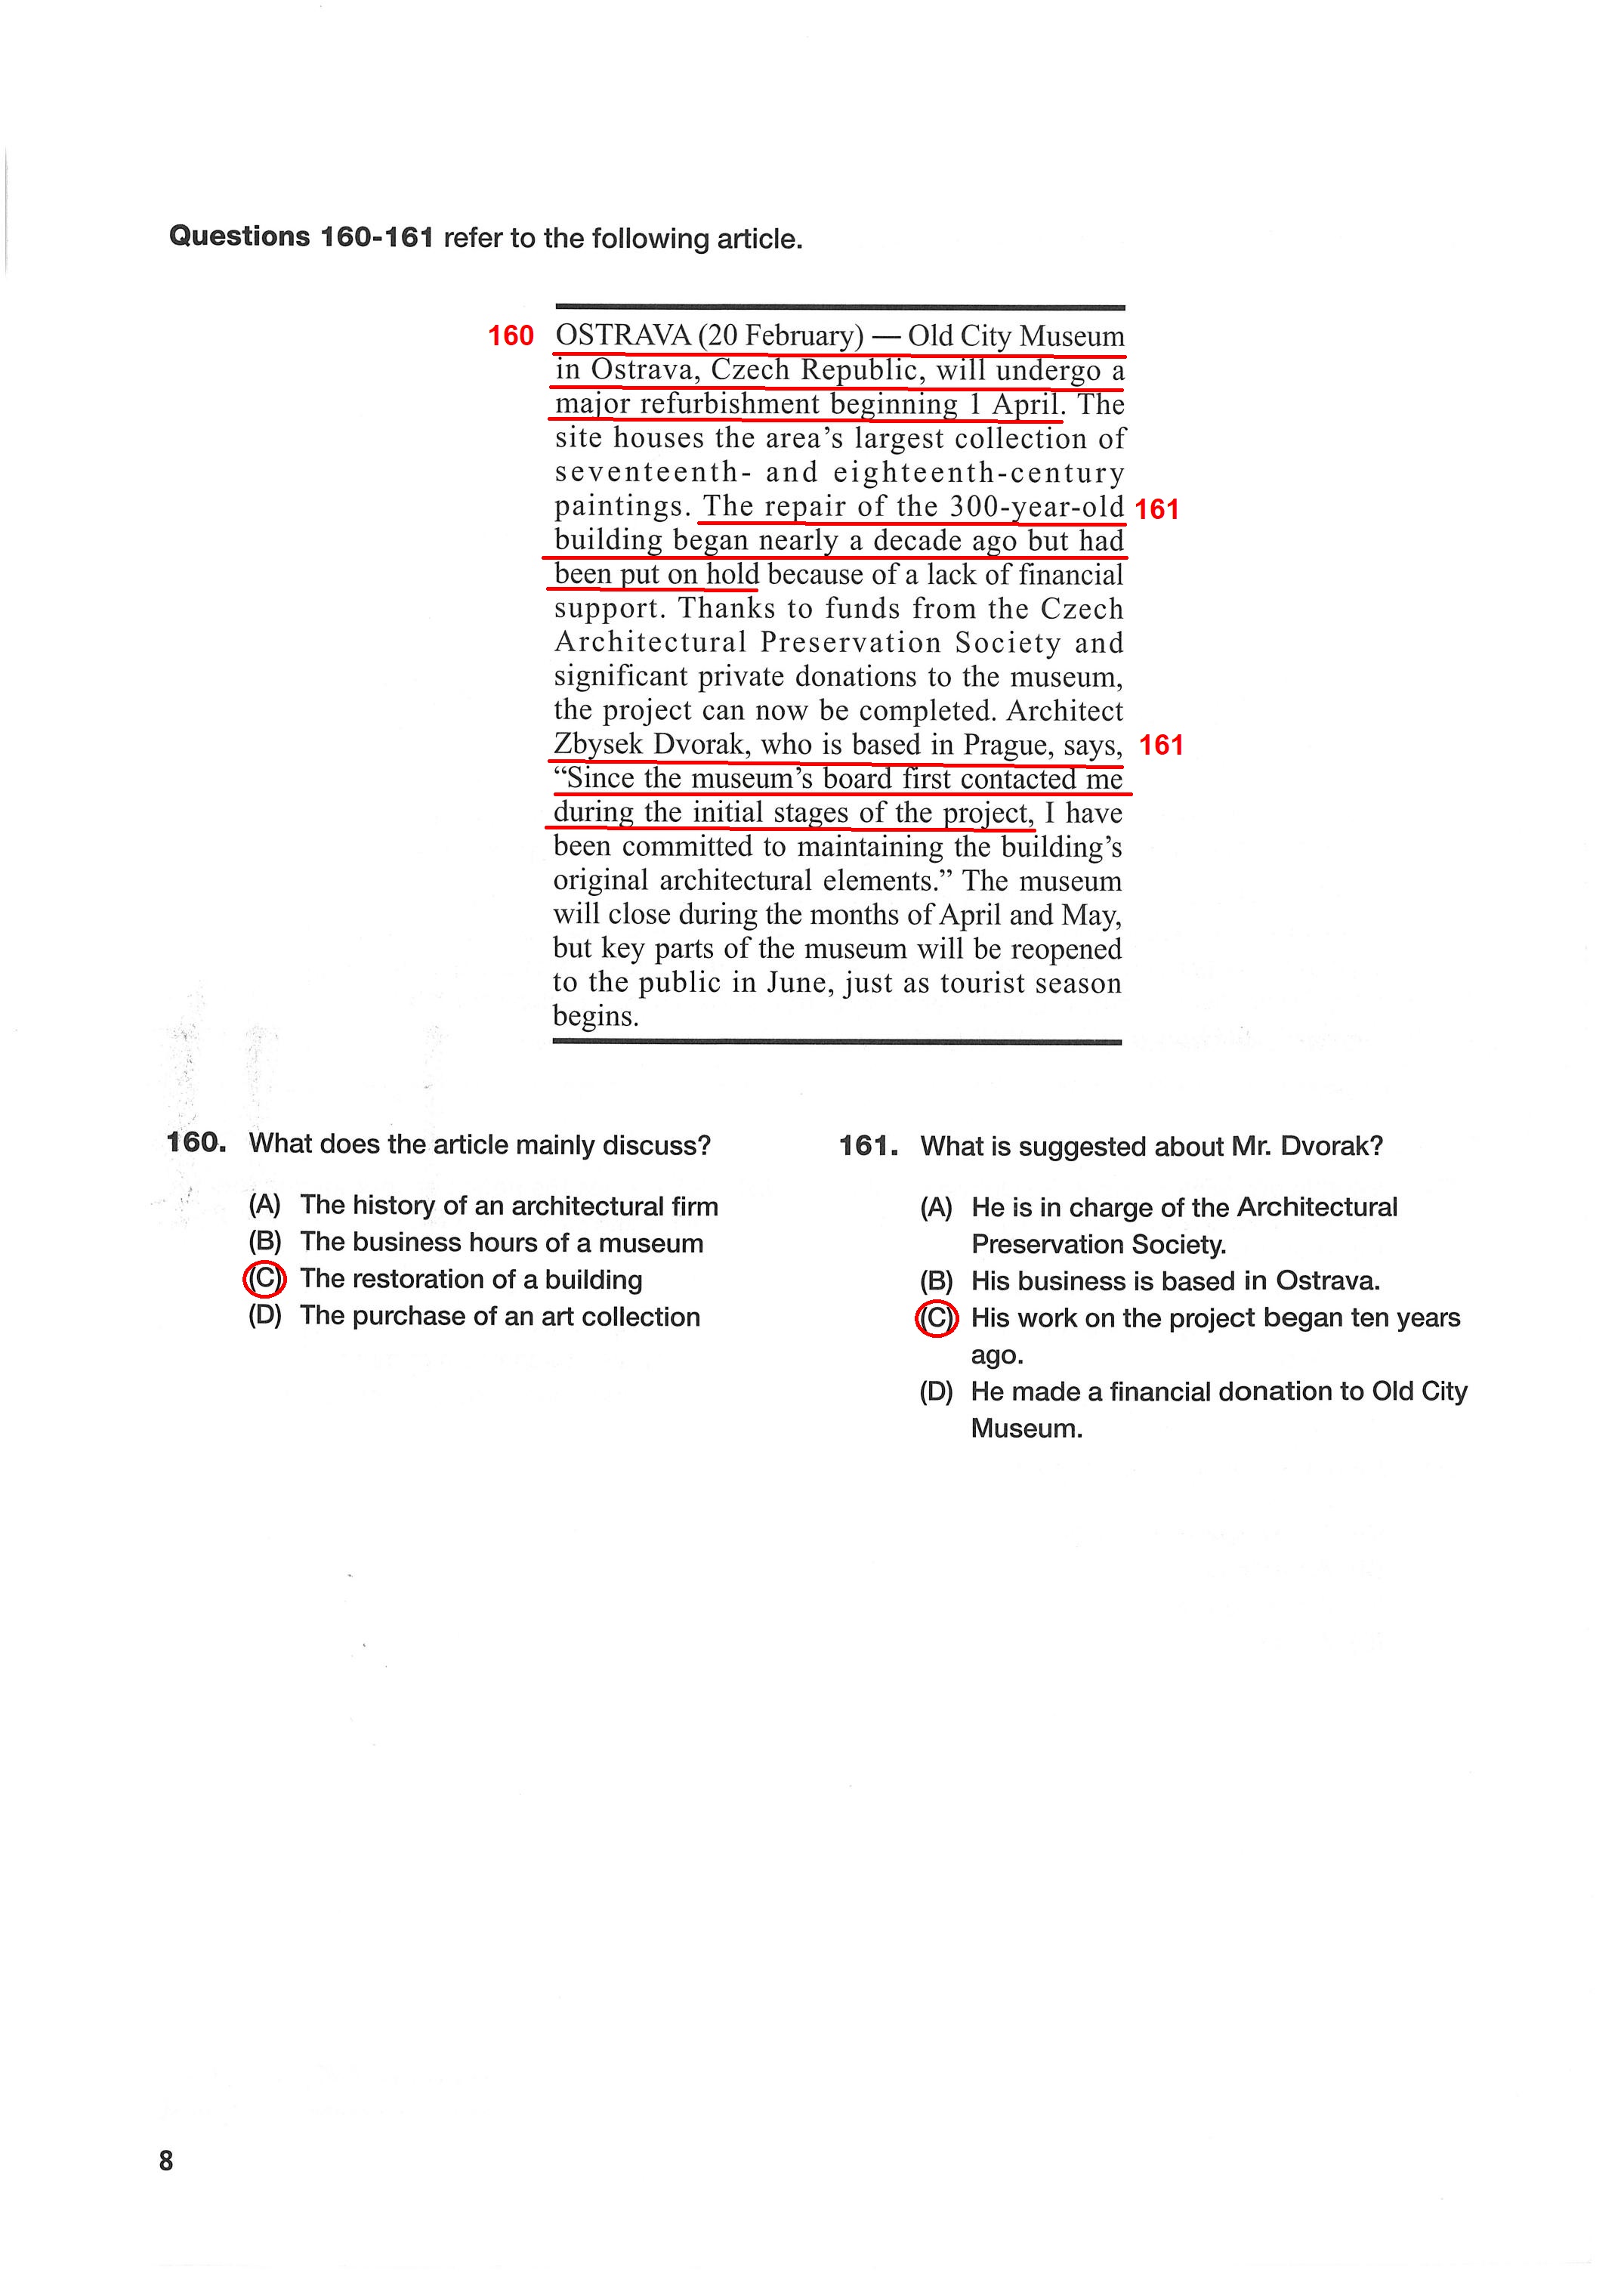 Questions 160-161 refer to the following article.
160 OSTRAVA (20 February) — Old City Museum
in Ostrava, Czech Republic, will undergo a
major refurbishment beginning 1 April. The
site houses the area's largest collection of
seventeenth- and eighteenth-century
paintings. The repair of the 300-year-old 161
building began nearly a decade ago but had
been put on hold because of a lack of financial
support. Thanks to funds from the Czech
Architectural Preservation Society and
significant private donations to the museum,
the project can now be completed. Architect
Zbysek Dvorak, who is based in Prague, says, 161
“Since the museum's board first contacted me
during the initial stages of the project, I have
been committed to maintaining the building's
original architectural elements.” The museum
will close during the months of April and May,
but key parts of the museum will be reopened
to the public in June, just as tourist season
begins.
160. What does the article mainly discuss?
(A) The history of an architectural firm
(B) The business hours of a museum
(C) The restoration of a building
(D) The purchase of an art collection
161. What is suggested about Mr. Dvorak?
(A) He is in charge of the Architectural
Preservation Society.
(B) His business is based in Ostrava.
(C) His work on the project began ten years
ago.
(D) He made a financial donation to Old City
Museum.
8